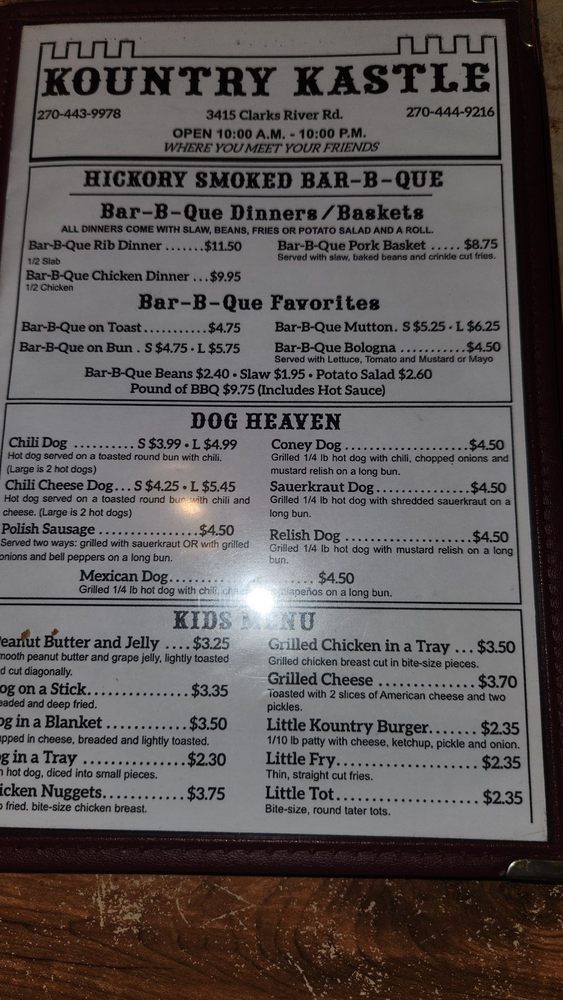 KOUNTRY KASTLE
270-443-9978 3415 Clarks River Rd. 270-444-9216
OPEN 10:00 A.M. - 10:00 P.M.
WHERE YOU MEET YOUR FRIENDS
HICKORY SMOKED BAR-B-QUE
Bar-B-Que Dinners/Baskets
ALL DINNERS COME WITH SLAW, BEANS, FRIES OR POTATO SALAD AND A ROLL.
Bar-B-Que Rib Dinner .......$11.50
1/2 Slab
Bar-B-Que Chicken Dinner ...$9.95
1/2 Chicken
Bar-B-Que Pork Basket ..... $8.75
Served with slaw, baked beans and crinkle cut fries.
Bar-B-Que Favorites
Bar-B-Que on Toast...........$4.75
Bar-B-Que on Bun . S $4.75 • L $5.75
Bar-B-Que Mutton. S $5.25 • L $6.25
Bar-B-Que Bologna ...........$4.50
Served with Lettuce, Tomato and Mustard or Mayo
Bar-B-Que Beans $2.40 • Slaw $1.95 • Potato Salad $2.60
Pound of BBQ $9.75 (Includes Hot Sauce)
DOG HEAVEN
Chili Dog .......... S $3.99 • L $4.99
Hot dog served on a toasted round bun with chili.
(Large is 2 hot dogs)
Chili Cheese Dog... S $4.25 • L $5.45
Hot dog served on a toasted round bun with chili and
cheese. (Large is 2 hot dogs)
Polish Sausage ..................$4.50
Served two ways: grilled with sauerkraut OR with grilled
onions and bell peppers on a long bun.
Coney Dog ......................$4.50
Grilled 1/4 lb hot dog with chili, chopped onions and
mustard relish on a long bun.
Sauerkraut Dog.................$4.50
Grilled 1/4 lb hot dog with shredded sauerkraut on a
long bun.
Relish Dog ......................$4.50
Grilled 1/4 lb hot dog with mustard relish on a long
bun.
Mexican Dog.................... $4.50
Grilled 1/4 lb hot dog with chili, jalapeños on a long bun.
KIDS MENU
Peanut Butter and Jelly ....$3.25
smooth peanut butter and grape jelly, lightly toasted
and cut diagonally.
Dog on a Stick...............$3.35
breaded and deep fried.
Dog in a Blanket ............$3.50
wrapped in cheese, breaded and lightly toasted.
Dog in a Tray ................$2.30
hot dog, diced into small pieces.
Chicken Nuggets............$3.75
fried. bite-size chicken breast.
Grilled Chicken in a Tray ... $3.50
Grilled chicken breast cut in bite-size pieces.
Grilled Cheese ................$3.70
Toasted with 2 slices of American cheese and two
pickles.
Little Kountry Burger....... $2.35
1/10 lb patty with cheese, ketchup, pickle and onion.
Little Fry...................... $2.35
Thin, straight cut fries.
Little Tot...................... $2.35
Bite-size, round tater tots.